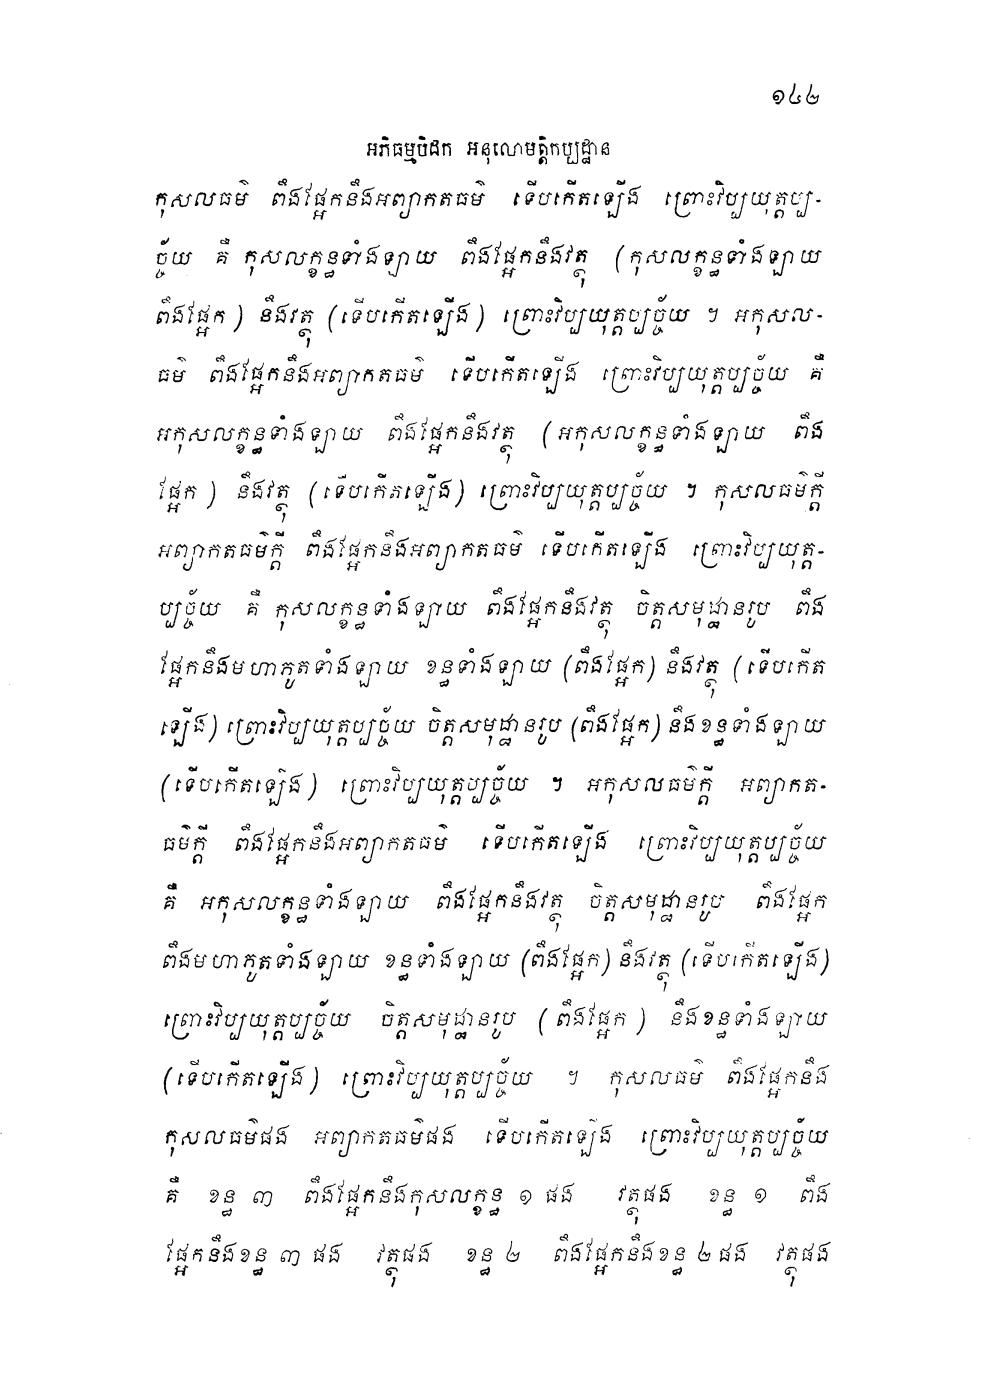 ១៤២
អភិធម្មបិដក អនុលោមត្តិកប្បដ្ឋាន
កុសលធម៌ ពឹងផ្អែកនឹងអព្យាកតធម៌ ទើបកើតឡើង ព្រោះវិប្បយុត្តប្ប-
ច្ច័យ គឺ កុសលក្ខន្ធទាំងឡាយ ពឹងផ្អែកនឹងវត្ថុ (កុសលក្ខន្ធទាំងឡាយ
ពឹងផ្អែក) នឹងវត្ថុ (ទើបកើតឡើង) ព្រោះវិប្បយុត្តប្បច្ច័យ ។ អកុសល-
ធម៌ ពឹងផ្អែកនឹងអព្យាកតធម៌ ទើបកើតឡើង ព្រោះវិប្បយុត្តប្បច្ច័យ គឺ
អកុសលក្ខន្ធទាំងឡាយ ពឹងផ្អែកនឹងវត្ថុ (អកុសលក្ខន្ធទាំងឡាយ ពឹង
ផ្អែក) នឹងវត្ថុ (ទើបកើតឡើង) ព្រោះវិប្បយុត្តប្បច្ច័យ ។ កុសលធម៌ក្តី
អព្យាកតធម៌ក្តី ពឹងផ្អែកនឹងអព្យាកតធម៌ ទើបកើតឡើង ព្រោះវិប្បយុត្ត-
ប្បច្ច័យ គឺ កុសលក្ខន្ធទាំងឡាយ ពឹងផ្អែកនឹងវត្ថុ ចិត្តសមុដ្ឋានរូប ពឹង
ផ្អែកនឹងមហាភូតទាំងឡាយ ខន្ធទាំងឡាយ (ពឹងផ្អែក) នឹងវត្ថុ (ទើបកើត
ឡើង) ព្រោះវិប្បយុត្តប្បច្ច័យ ចិត្តសមុដ្ឋានរូប (ពឹងផ្អែក) នឹងខន្ធទាំងឡាយ
(ទើបកើតឡើង) ព្រោះវិប្បយុត្តប្បច្ច័យ ។ អកុសលធម៌ក្តី អព្យាកត-
ធម៌ក្តី ពឹងផ្អែកនឹងអព្យាកតធម៌ ទើបកើតឡើង ព្រោះវិប្បយុត្តប្បច្ច័យ
គឺ អកុសលក្ខន្ធទាំងឡាយ ពឹងផ្អែកនឹងវត្ថុ ចិត្តសមុដ្ឋានរូប ពឹងផ្អែក
ពឹងមហាភូតទាំងឡាយ ខន្ធទាំងឡាយ (ពឹងផ្អែក) នឹងវត្ថុ (ទើបកើតឡើង)
ព្រោះវិប្បយុត្តប្បច្ច័យ ចិត្តសមុដ្ឋានរូប (ពឹងផ្អែក) នឹងខន្ធទាំងឡាយ
(ទើបកើតឡើង) ព្រោះវិប្បយុត្តប្បច្ច័យ ។ កុសលធម៌ ពឹងផ្អែកនឹង
កុសលធម៌ផង អព្យាកតធម៌ផង ទើបកើតឡើង ព្រោះវិប្បយុត្តប្បច្ច័យ
គឺ ខន្ធ ៣ ពឹងផ្អែកនឹងកុសលក្ខន្ធ ១ ផង វត្ថុផង ខន្ធ ១ ពឹង
ផ្អែកនឹងខន្ធ ៣ ផង វត្ថុផង ខន្ធ ២ ពឹងផ្អែកនឹងខន្ធ ២ ផង វត្ថុផង